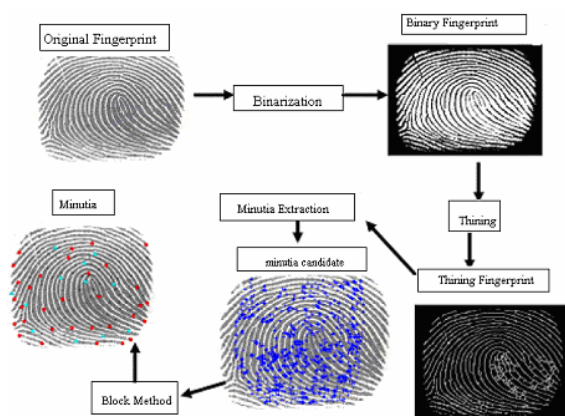 Original Fingerprint
Binarization
Binary Fingerprint
Thining
Thining Fingerprint
Minutia Extraction
minutia candidate
Block Method
Minutia